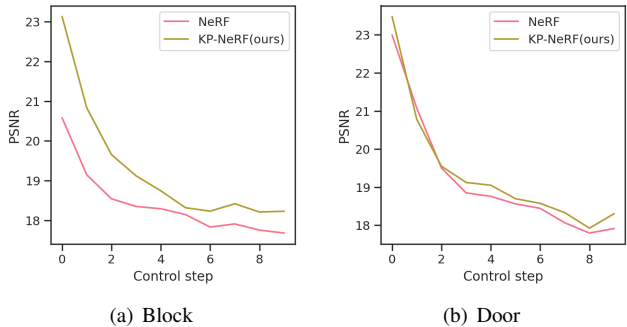 NeRF
KP-NeRF(ours)
23
22
21
20
19
18
PSNR
0 2 4 6 8
Control step
(a) Block
NeRF
KP-NeRF(ours)
23
22
21
20
19
18
PSNR
0 2 4 6 8
Control step
(b) Door